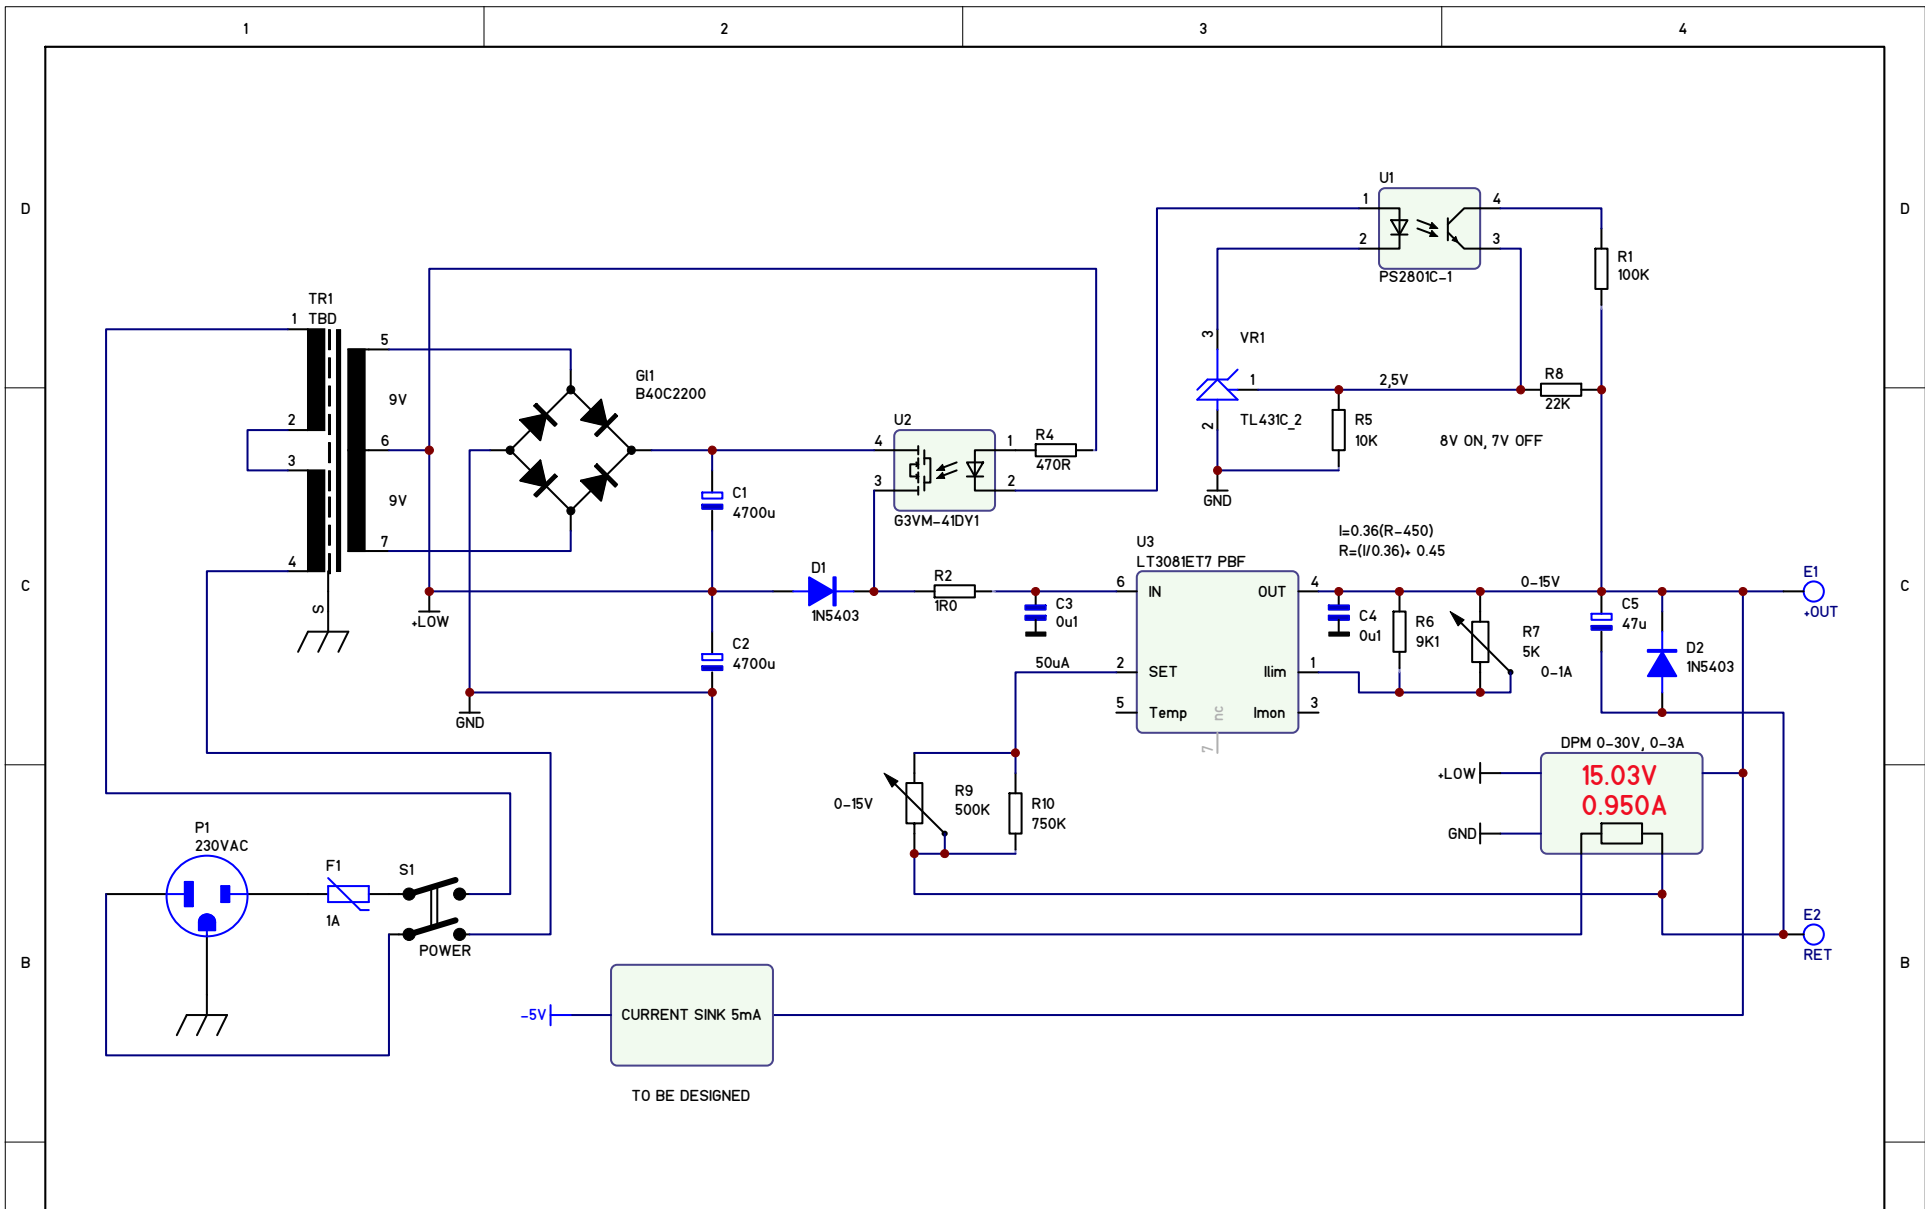 1 2 3 4
D
D
U1
1
4
2
3
PS2801C-1
R1
100K
TR1
TBD
1
2
3
4
5
9V
6
9V
7
S
GI1
B40C2200
3
VR1
1
2
TL431C_2
GND
2,5V
R5
10K
R8
22K
8V ON, 7V OFF
U2
4
3
1
2
G3VM-41DY1
R4
470R
C1
4700u
C2
4700u
+LOW
GND
D1
1N5403
R2
1R0
C3
0u1
U3
LT3081ET7 PBF
6
IN
OUT
4
2
SET
Ilim
1
5
Temp
Imon
3
nc
7
50uA
I=0.36(R-450)
R=(I/0.36)+ 0.45
C4
0u1
R6
9K1
R7
5K
0-1A
0-15V
C5
47u
D2
1N5403
E1
+OUT
C
C
DPM 0-30V, 0-3A
+LOW
15.03V
0.950A
GND
0-15V
R9
500K
R10
750K
P1
230VAC
F1
1A
S1
POWER
E2
RET
B
B
-5V
CURRENT SINK 5mA
TO BE DESIGNED